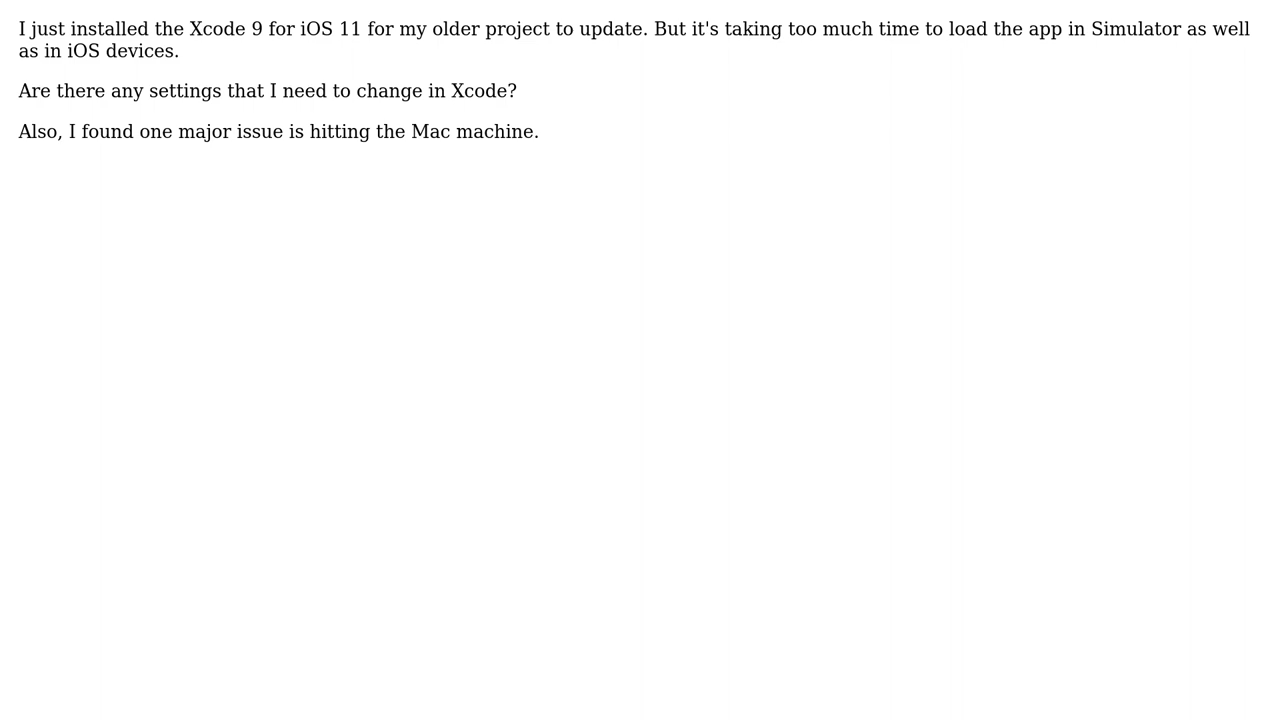 I just installed the Xcode 9 for iOS 11 for my older project to update. But it's taking too much time to load the app in Simulator as well
as in iOS devices.
Are there any settings that I need to change in Xcode?
Also, I found one major issue is hitting the Mac machine.